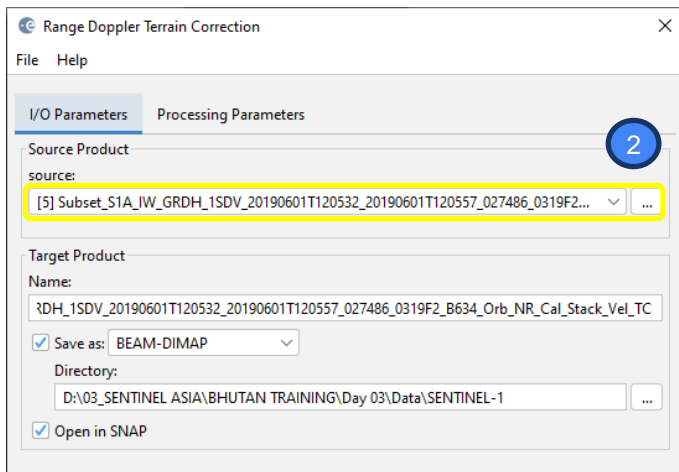 Range Doppler Terrain Correction
File Help
I/O Parameters Processing Parameters
2
Source Product
source:
[5] Subset_S1A_IW_GRDH_1SDV_20190601T120532_20190601T120557_027486_0319F2... ...
Target Product
Name:
RDH_1SDV_20190601T120532_20190601T120557_027486_0319F2_B634_Orb_NR_Cal_Stack_Vel_TC
Save as: BEAM-DIMAP
Directory:
D:\03_SENTINEL ASIA\BHUTAN TRAINING\Day 03\Data\SENTINEL-1 ...
Open in SNAP